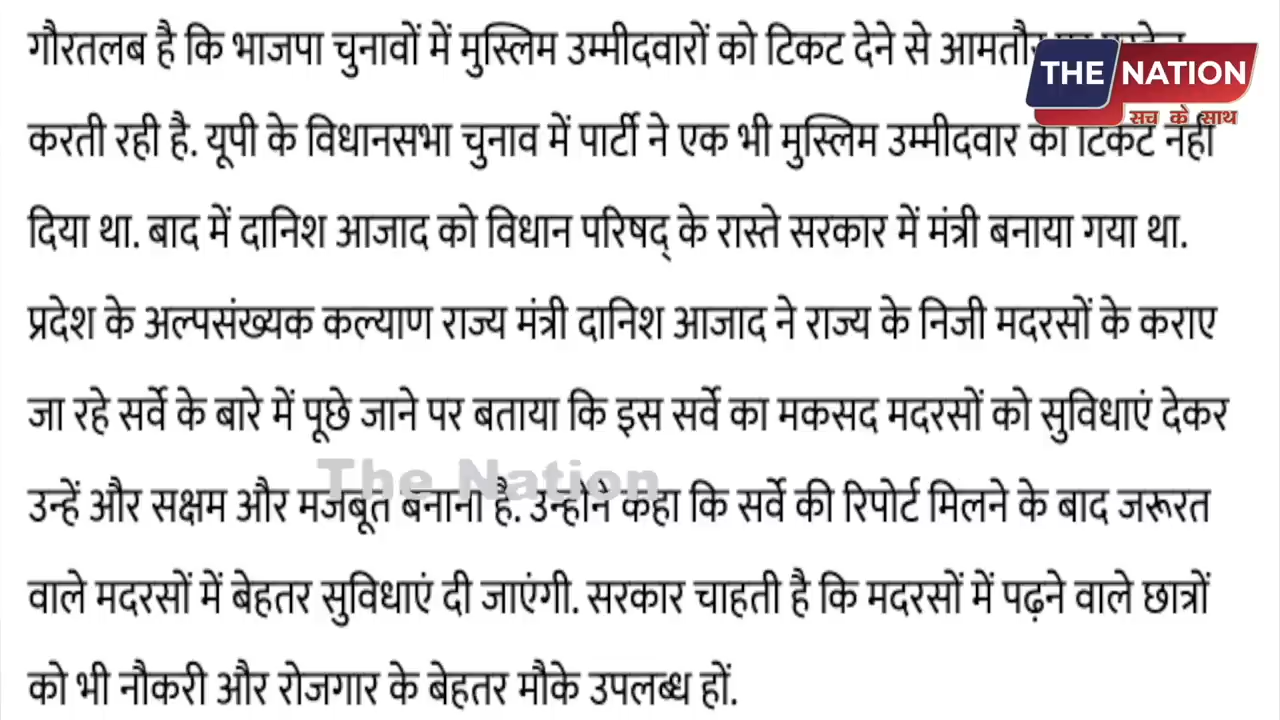 गौरतलब है कि भाजपा चुनावों में मुस्लिम उम्मीदवारों को टिकट देने से
THE NATION
सच के साथ
करती रही है. यूपी के विधानसभा चुनाव में पार्टी ने एक भी मुस्लिम उम्मीदवार को टिकट नहीं
दिया था. बाद में दानिश आजाद को विधान परिषद् के रास्ते सरकार में मंत्री बनाया गया था.
प्रदेश के अल्पसंख्यक कल्याण राज्य मंत्री दानिश आजाद ने राज्य के निजी मदरसों के कराए
जा रहे सर्वे के बारे में पूछे जाने पर बताया कि इस सर्वे का मकसद मदरसों को सुविधाएं देकर
The Nation
उन्हें और सक्षम और मजबूत बनाना है. उन्होंने कहा कि सर्वे की रिपोर्ट मिलने के बाद जरूरत
वाले मदरसों में बेहतर सुविधाएं दी जाएंगी. सरकार चाहती है कि मदरसों में पढ़ने वाले छात्रों
को भी नौकरी और रोजगार के बेहतर मौके उपलब्ध हों.